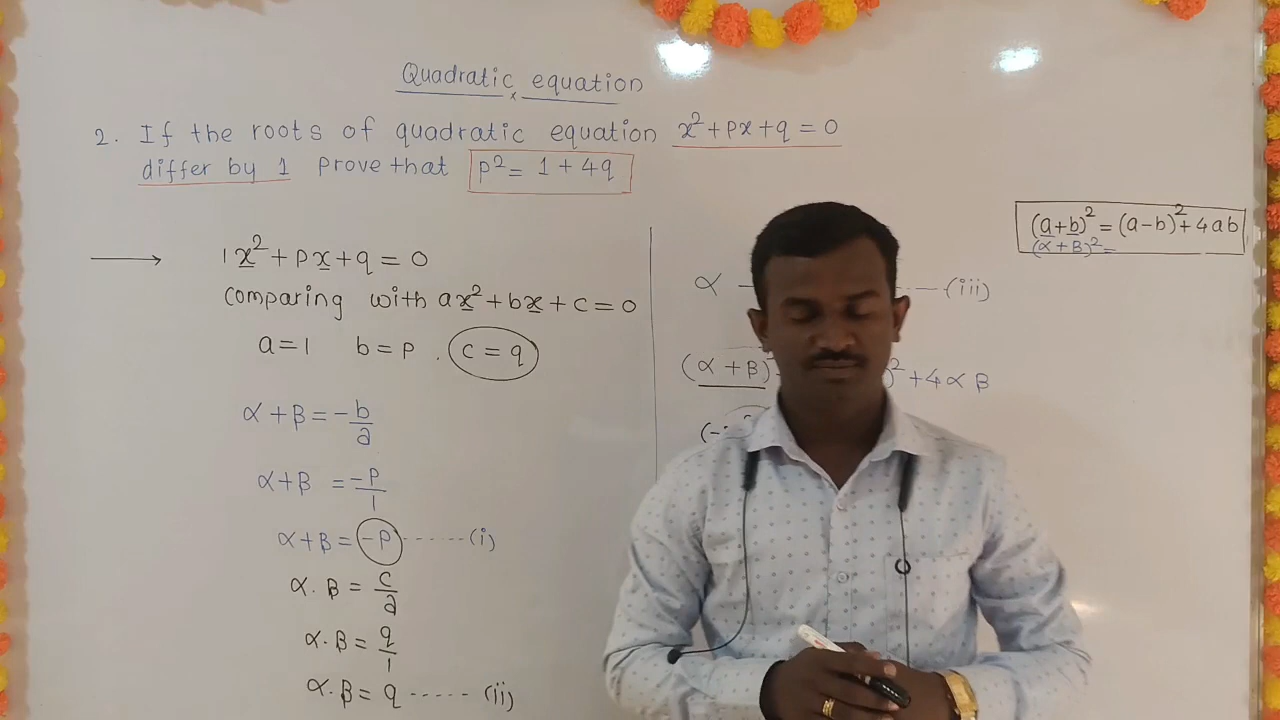 Quadratic equation
2. If the roots of quadratic equation x²+px+q = 0
differ by 1 prove that p² = 1 + 4q
1x²+px+q = 0
comparing with ax²+bx+c=0
a=1 b=p . c=q
α+β = -b/a
α+β = -p/1
α+β = -p ------ (i)
α.β = c/a
α.β = q/1
α.β = q ----- (ii)
(a+b)² = (a-b)²+4ab
(α+β)² =
α - --- (iii)
(α+β) )² +4αβ
(-p